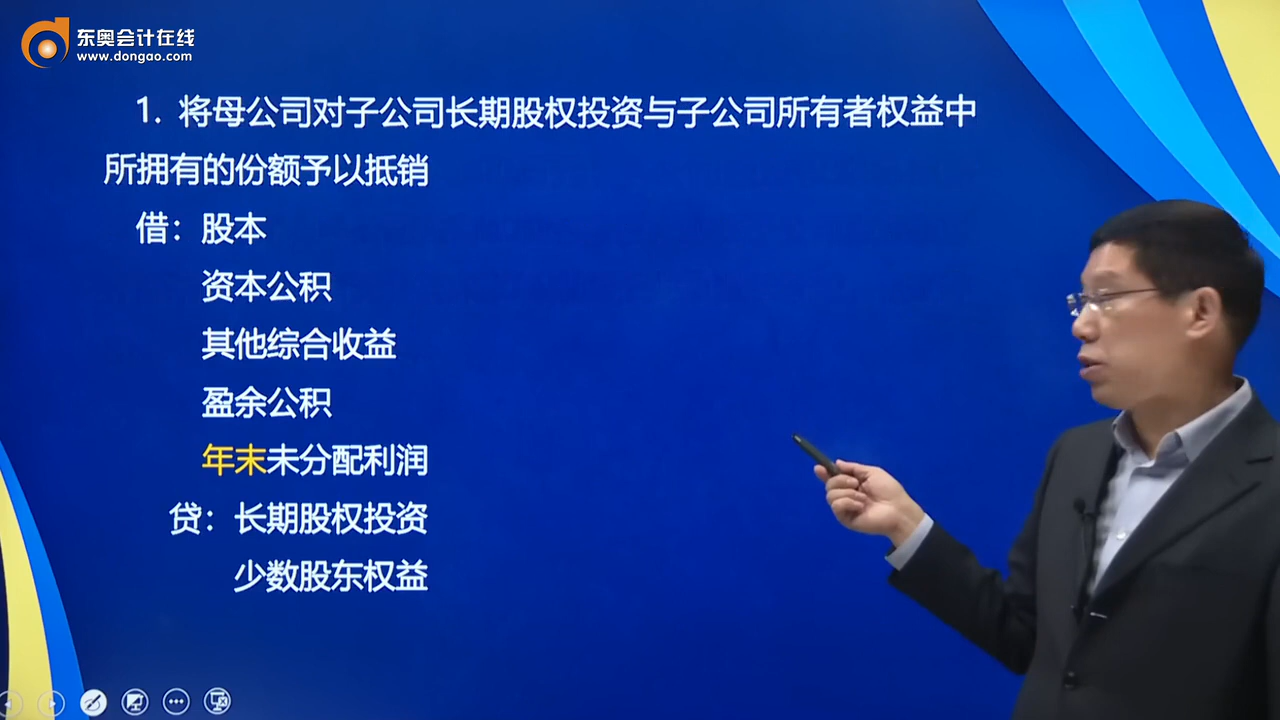 东奥会计在线
www.dongao.com
1. 将母公司对子公司长期股权投资与子公司所有者权益中
所拥有的份额予以抵销
借：股本
资本公积
其他综合收益
盈余公积
年末未分配利润
贷：长期股权投资
少数股东权益